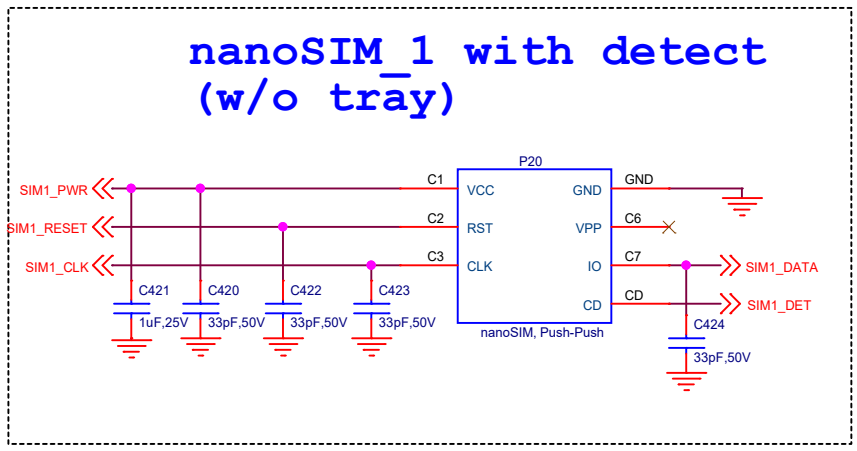 nanoSIM_1 with detect
(w/o tray)
P20
SIM1_PWR C1 VCC GND GND
SIM1_RESET C2 RST VPP C6
SIM1_CLK C3 CLK IO C7 SIM1_DATA
CD CD SIM1_DET
C421 C420 C422 C423
1uF,25V 33pF,50V 33pF,50V 33pF,50V
nanoSIM, Push-Push
C424
33pF,50V